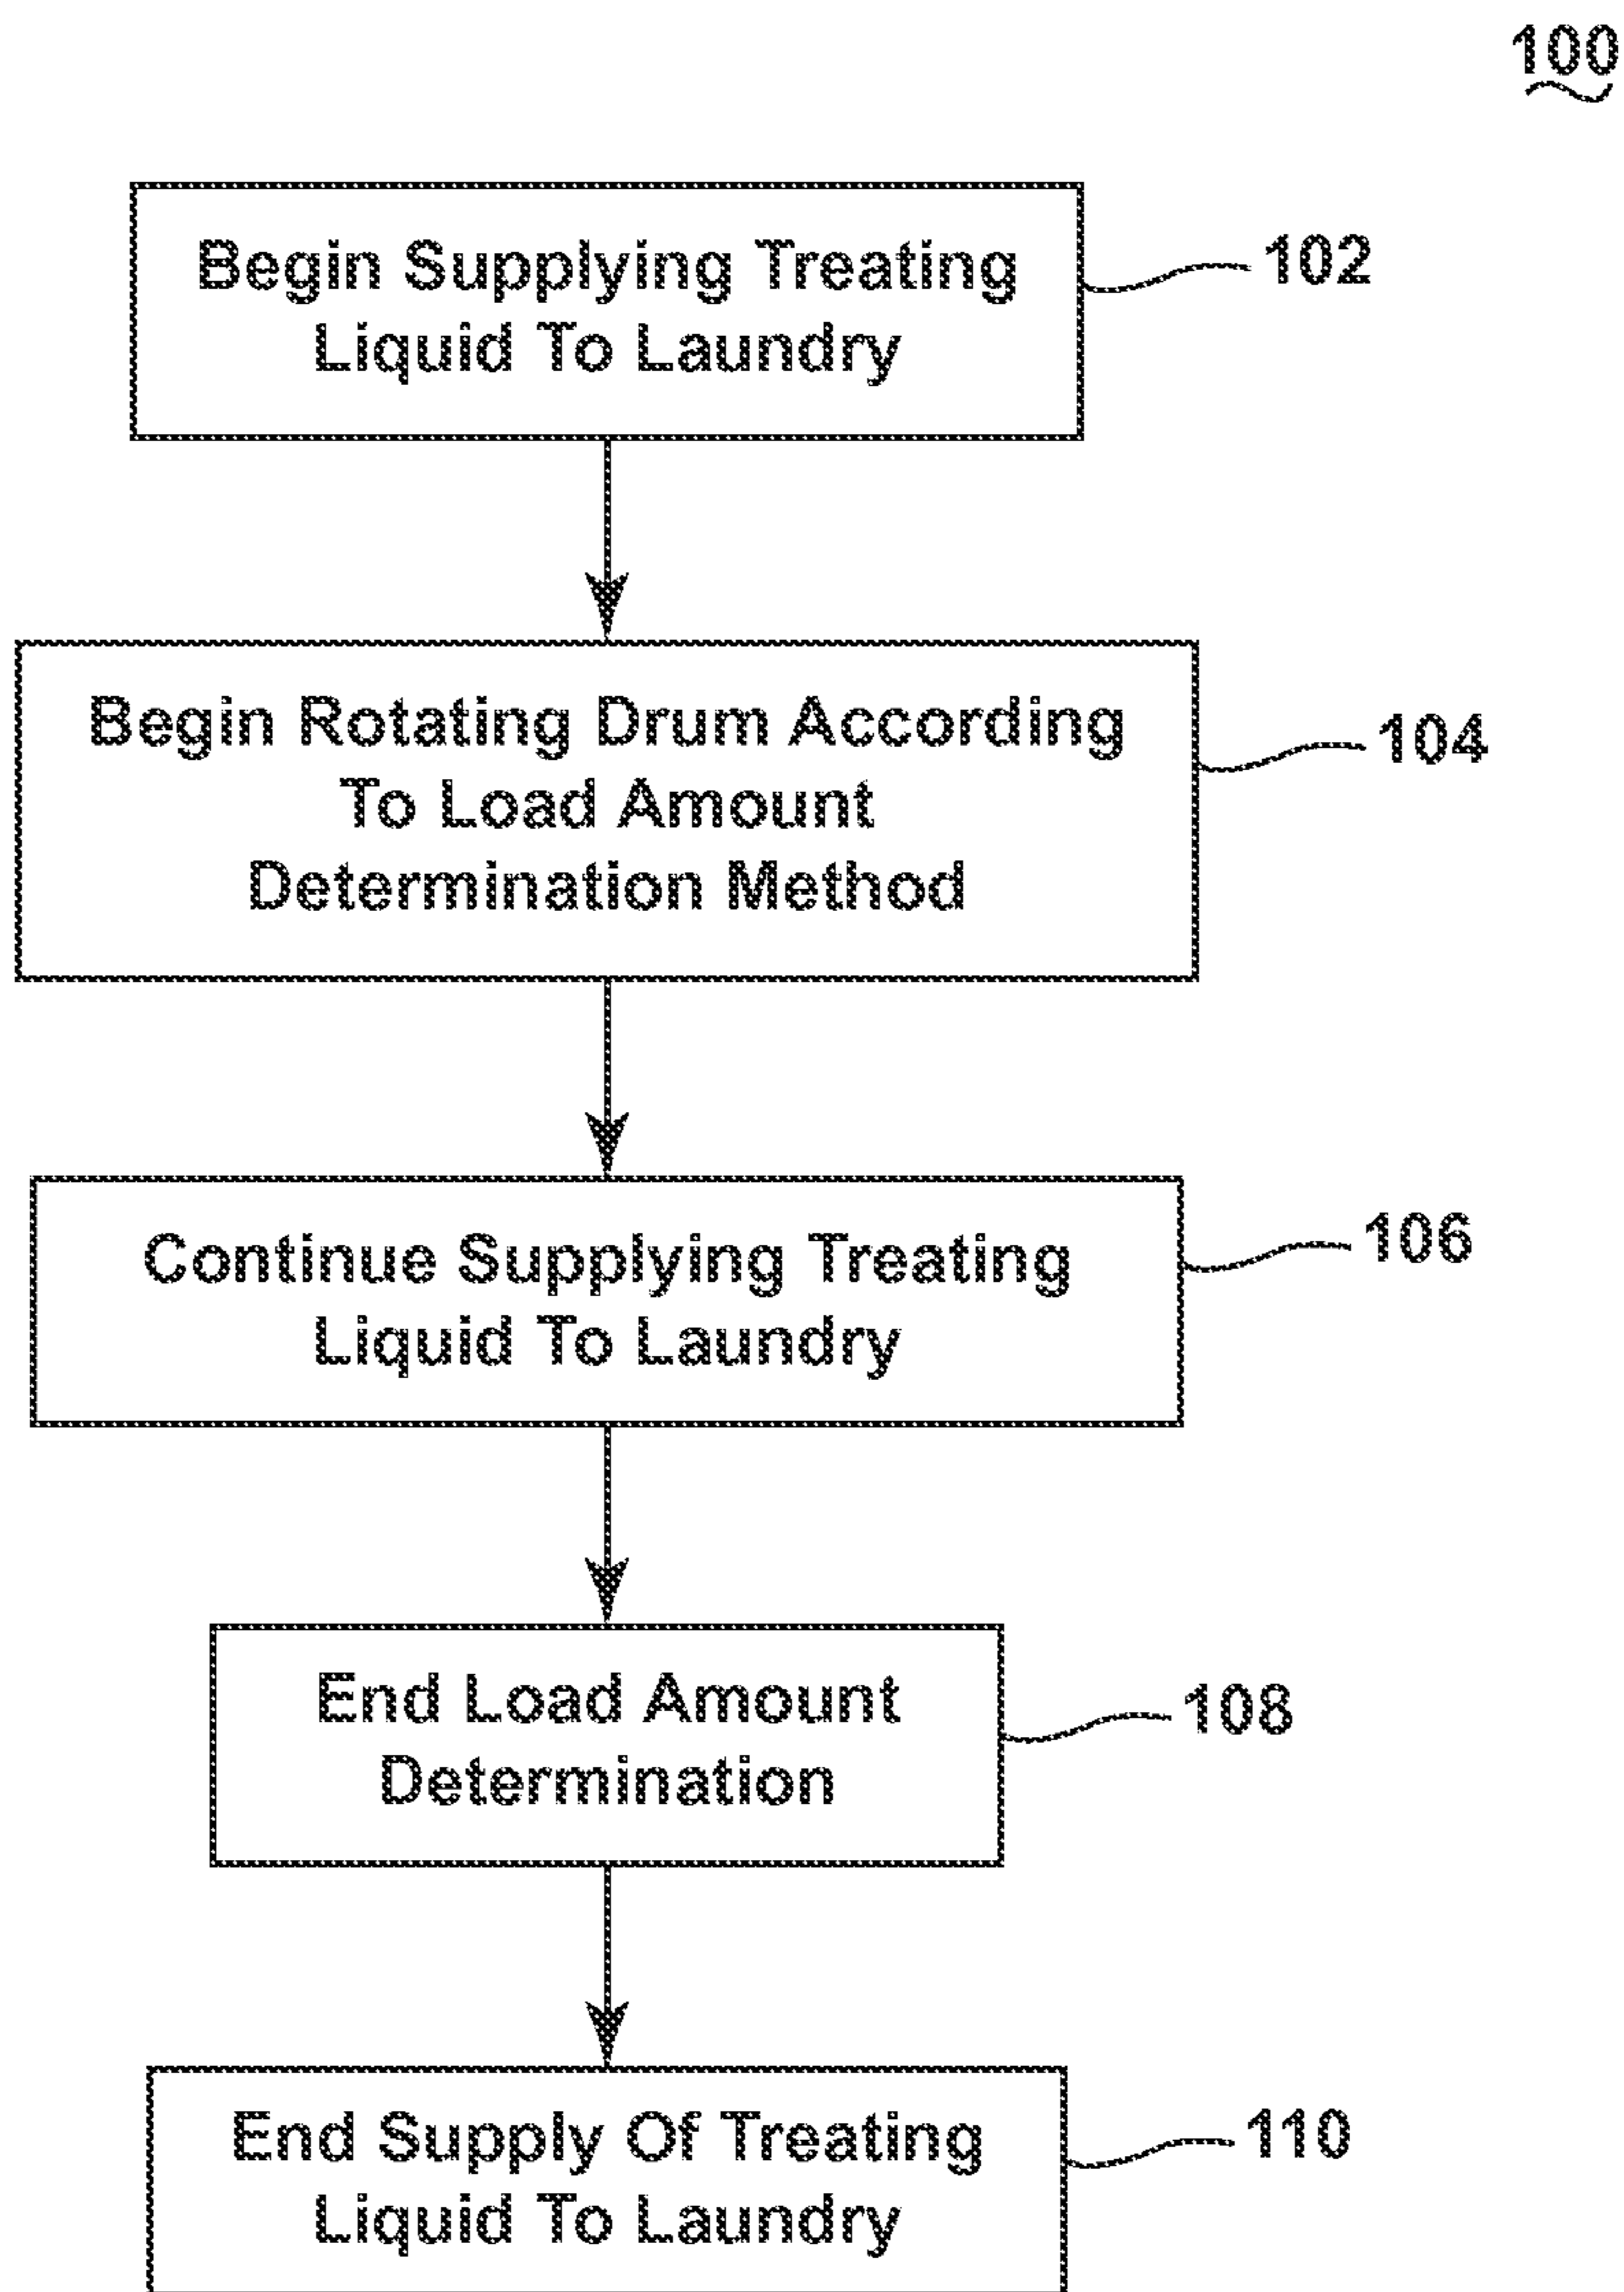 100
Begin Supplying Treating
Liquid To Laundry
102
Begin Rotating Drum According
To Load Amount
Determination Method
104
Continue Supplying Treating
Liquid To Laundry
106
End Load Amount
Determination
108
End Supply Of Treating
Liquid To Laundry
110